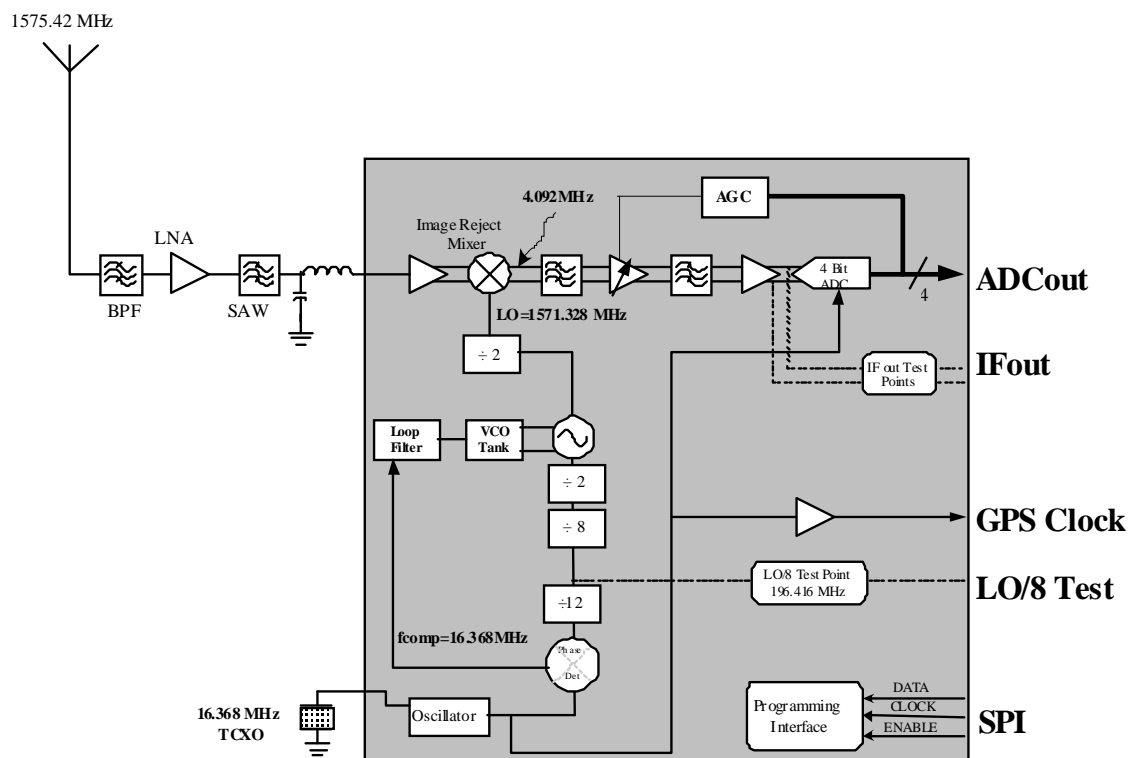 1575.42 MHz
LNA
BPF
SAW
Image Reject
Mixer
4.092MHz
AGC
4 Bit
ADC
4
ADCout
LO=1571.328 MHz
÷ 2
IF out Test
Points
IFout
Loop
Filter
VCO
Tank
÷ 2
÷ 8
GPS Clock
LO/8 Test Point
196.416 MHz
LO/8 Test
÷12
fcomp=16.368MHz
Phase
Det
16.368 MHz
TCXO
Oscillator
Programming
Interface
DATA
CLOCK
ENABLE
SPI